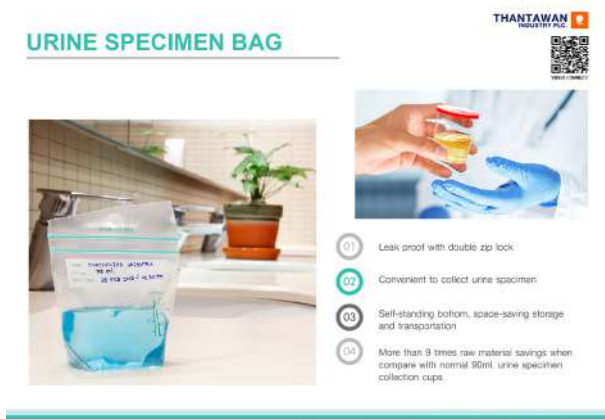 THANTAWAN
INDUSTRY PLC.
URINE SPECIMEN BAG
01
Leak proof with double zip lock
02
Convenient to collect urine specimen
03
Self-standing bottom, space-saving storage
and transportation
04
More than 9 times raw material savings when
compare with normal 90ml. urine specimen
collection cups